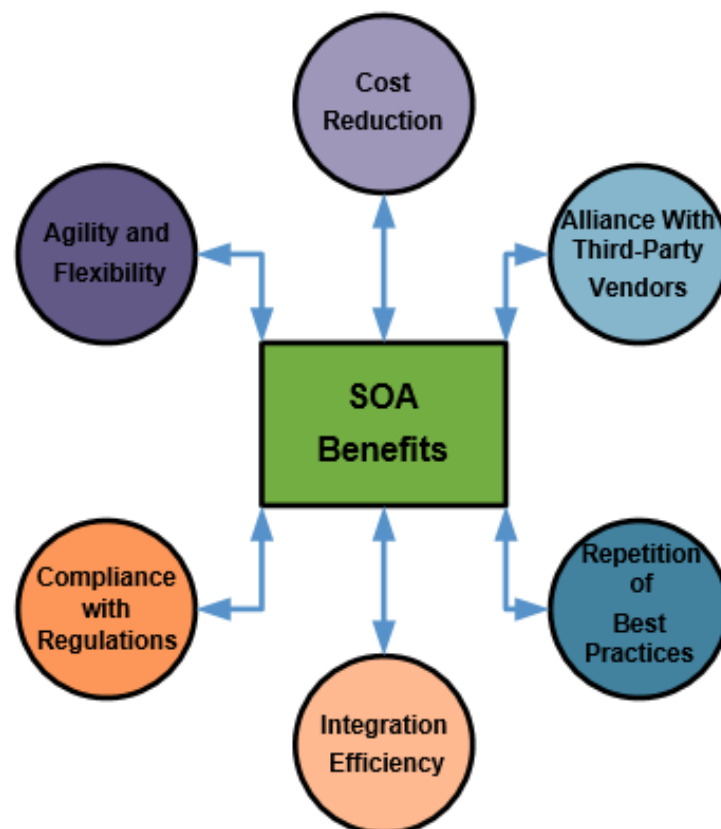 Cost
Reduction
Agility and
Flexibility
Alliance With
Third-Party
Vendors
SOA
Benefits
Compliance
with
Regulations
Repetition
of
Best
Practices
Integration
Efficiency